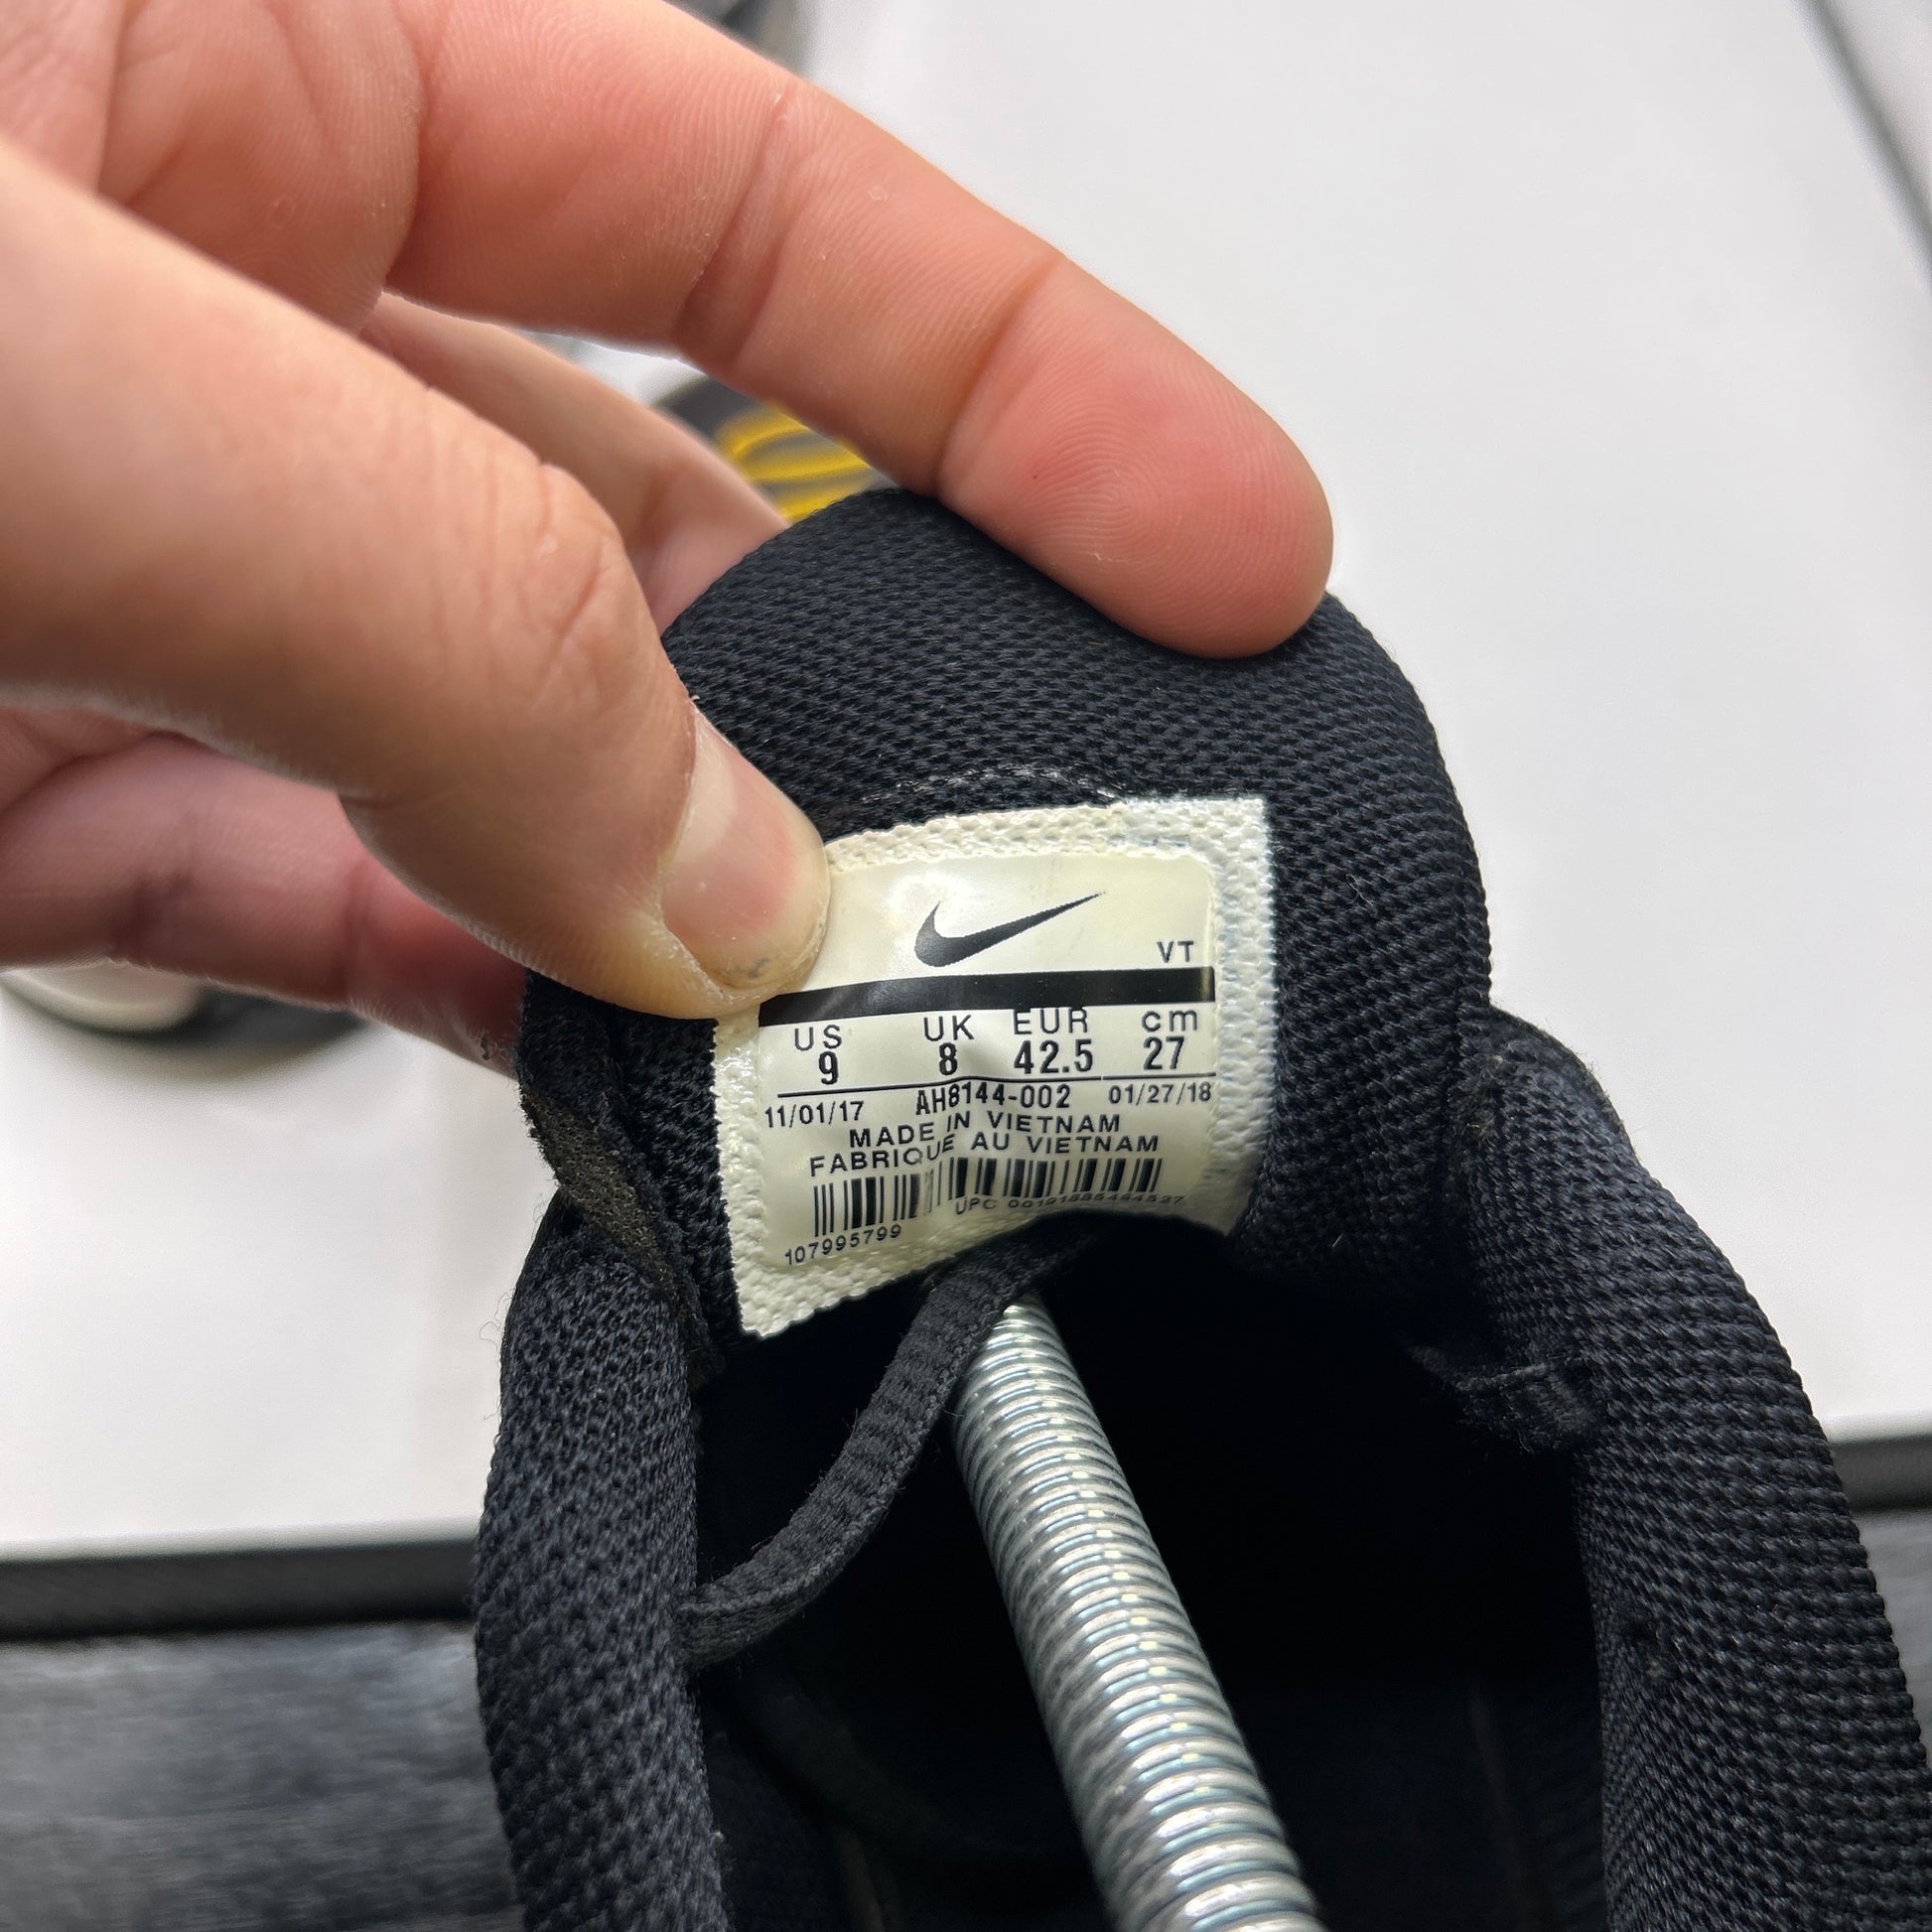 VT
US UK EUR cm
9 8 42.5 27
11/01/17 AH8144-002 01/27/18
MADE IN VIETNAM
FABRIQUE AU VIETNAM
UPC
107995799